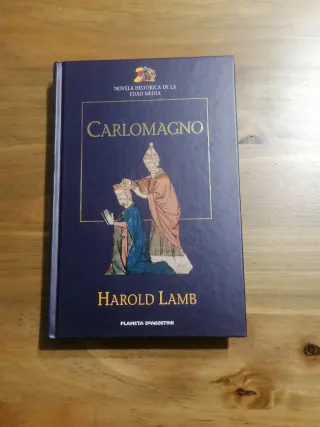 NOVELA HISTÓRICA DE LA
EDAD MEDIA
CARLOMAGNO
HAROLD LAMB
PLANETA DEAGOSTINI